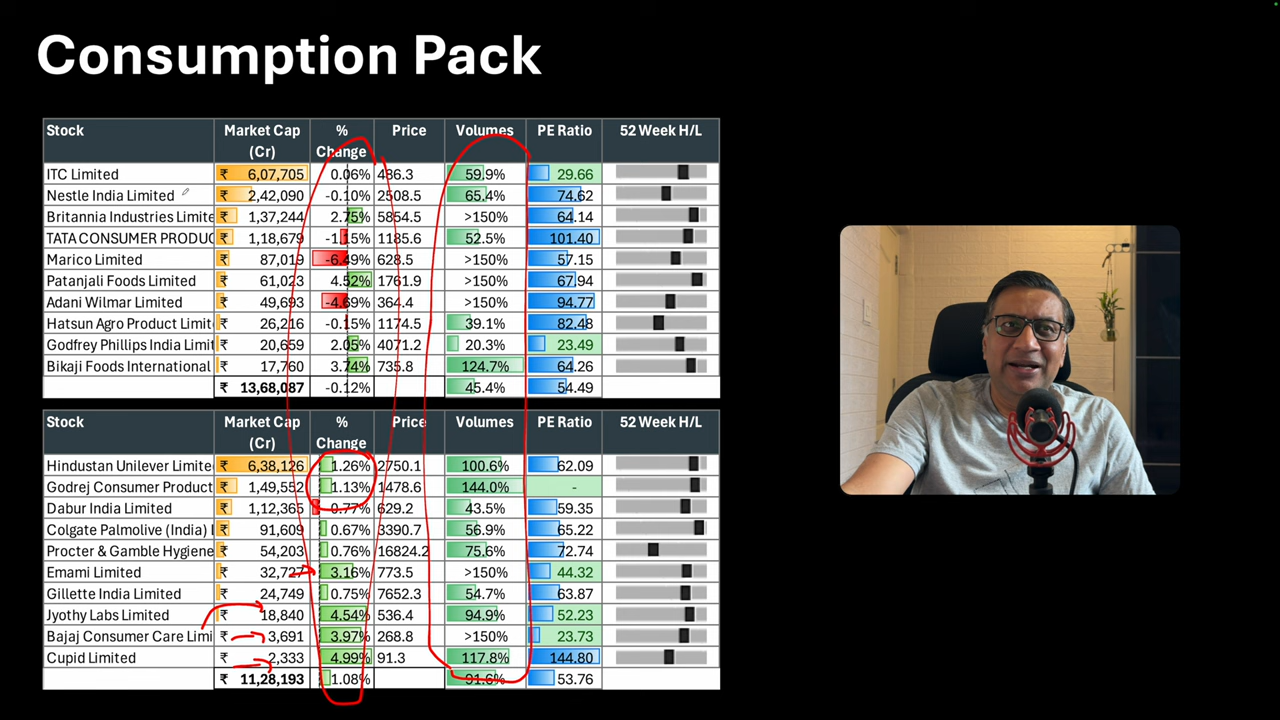 Consumption Pack
Stock Market Cap (Cr) % Change Price Volumes PE Ratio 52 Week H/L
ITC Limited ₹ 6,07,705 0.06% 486.3 59.9% 29.66
Nestle India Limited ₹ 2,42,090 -0.10% 2508.5 65.4% 74.62
Britannia Industries Limite ₹ 1,37,244 2.75% 5854.5 >150% 64.14
TATA CONSUMER PRODUC ₹ 1,18,679 -1.15% 1185.6 52.5% 101.40
Marico Limited ₹ 87,019 -6.49% 628.5 >150% 57.15
Patanjali Foods Limited ₹ 61,023 4.52% 1761.9 >150% 67.94
Adani Wilmar Limited ₹ 49,693 -4.69% 364.4 >150% 94.77
Hatsun Agro Product Limit ₹ 26,216 -0.15% 1174.5 39.1% 82.48
Godfrey Phillips India Limit ₹ 20,659 2.05% 4071.2 20.3% 23.49
Bikaji Foods International ₹ 17,760 3.74% 735.8 124.7% 64.26
₹ 13,68,087 -0.12% 45.4% 54.49
Stock Market Cap (Cr) % Change Price Volumes PE Ratio 52 Week H/L
Hindustan Unilever Limite ₹ 6,38,126 1.26% 2750.1 100.6% 62.09
Godrej Consumer Product ₹ 1,49,552 1.13% 1478.6 144.0% -
Dabur India Limited ₹ 1,12,365 -0.77% 629.2 43.5% 59.35
Colgate Palmolive (India) L ₹ 91,609 0.67% 3390.7 56.9% 65.22
Procter & Gamble Hygiene ₹ 54,203 0.76% 16824.2 75.6% 72.74
Emami Limited ₹ 32,727 3.16% 773.5 >150% 44.32
Gillette India Limited ₹ 24,749 0.75% 7652.3 54.7% 63.87
Jyothy Labs Limited ₹ 18,840 4.54% 536.4 94.9% 52.23
Bajaj Consumer Care Limi ₹ 3,691 3.97% 268.8 >150% 23.73
Cupid Limited ₹ 2,333 4.99% 91.3 117.8% 144.80
₹ 11,28,193 1.08% 91.6% 53.76